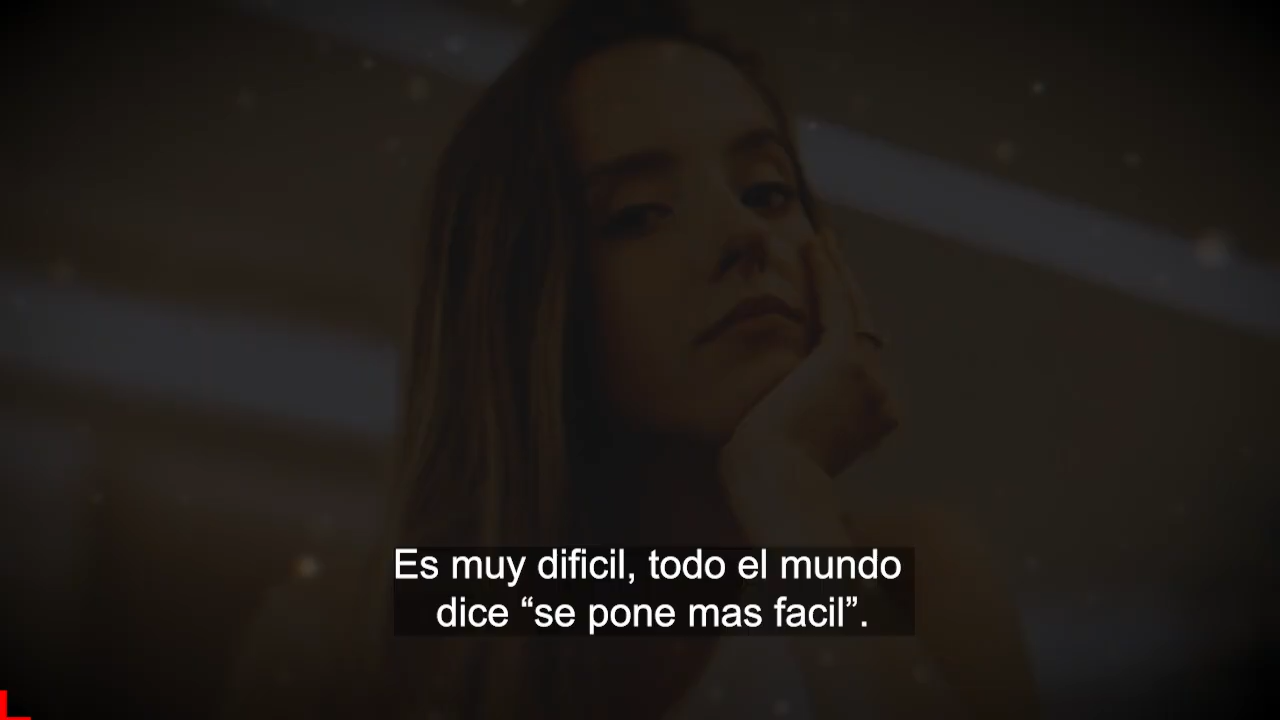 Es muy dificil, todo el mundo
dice “se pone mas facil”.